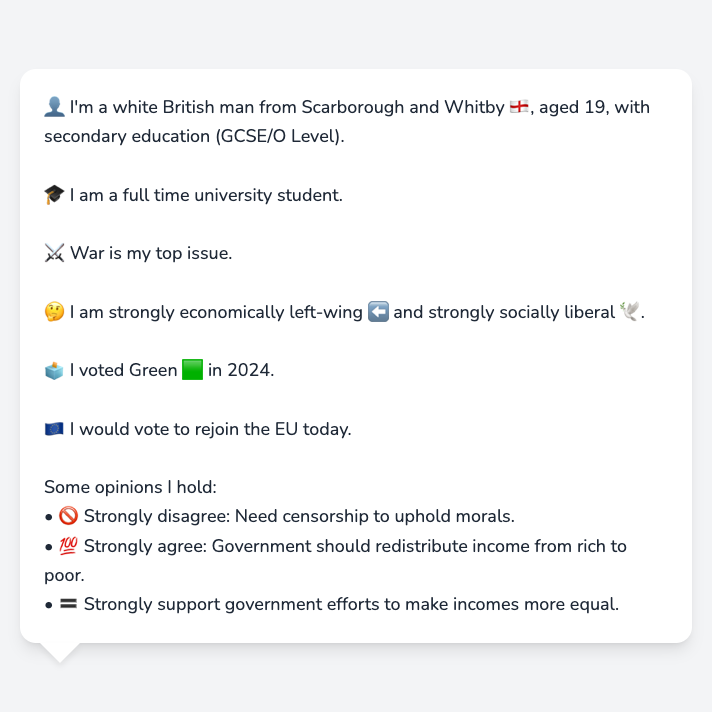 👤 I'm a white British man from Scarborough and Whitby 🏴󠁧󠁢󠁥󠁮󠁧󠁿, aged 19, with
secondary education (GCSE/O Level).
🎓 I am a full time university student.
⚔️ War is my top issue.
🤔 I am strongly economically left-wing ⬅️ and strongly socially liberal 🕊️.
🗳️ I voted Green 🟩 in 2024.
🇪🇺 I would vote to rejoin the EU today.
Some opinions I hold:
• 🚫 Strongly disagree: Need censorship to uphold morals.
• 💯 Strongly agree: Government should redistribute income from rich to
poor.
• 🟰 Strongly support government efforts to make incomes more equal.